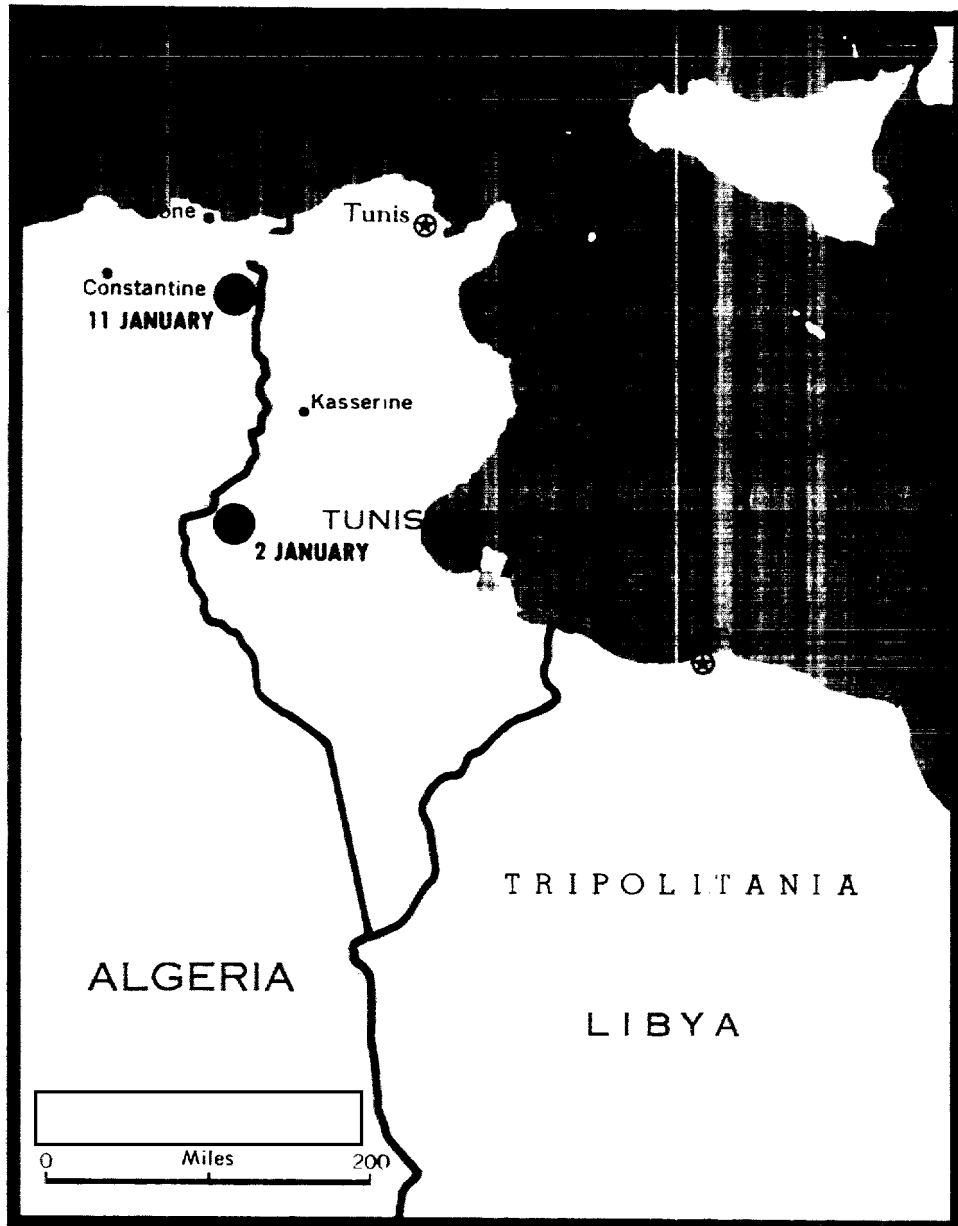 one
Tunis
Constantine
11 JANUARY
Kasserine
TUNIS
2 JANUARY
TRIPOLITANIA
ALGERIA
LIBYA
0 Miles 200